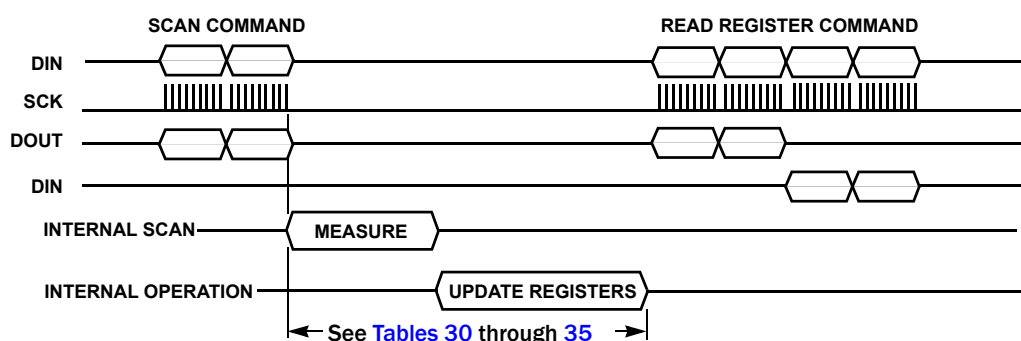 SCAN COMMAND
READ REGISTER COMMAND
DIN
SCK
DOUT
DIN
INTERNAL SCAN
MEASURE
INTERNAL OPERATION
UPDATE REGISTERS
See Tables 30 through 35